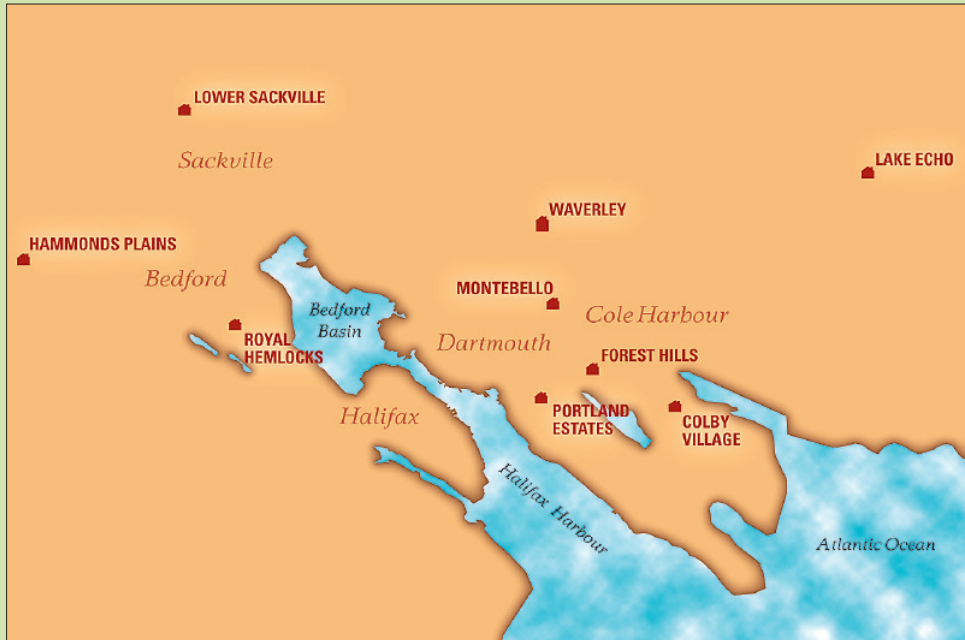 LOWER SACKVILLE
Sackville
LAKE ECHO
WAVERLEY
HAMMONDS PLAINS
Bedford
MONTEBELLO
Bedford
Basin
Cole Harbour
ROYAL
HEMLOCKS
Dartmouth
FOREST HILLS
Halifax
PORTLAND
ESTATES
COLBY
VILLAGE
Halifax Harbour
Atlantic Ocean